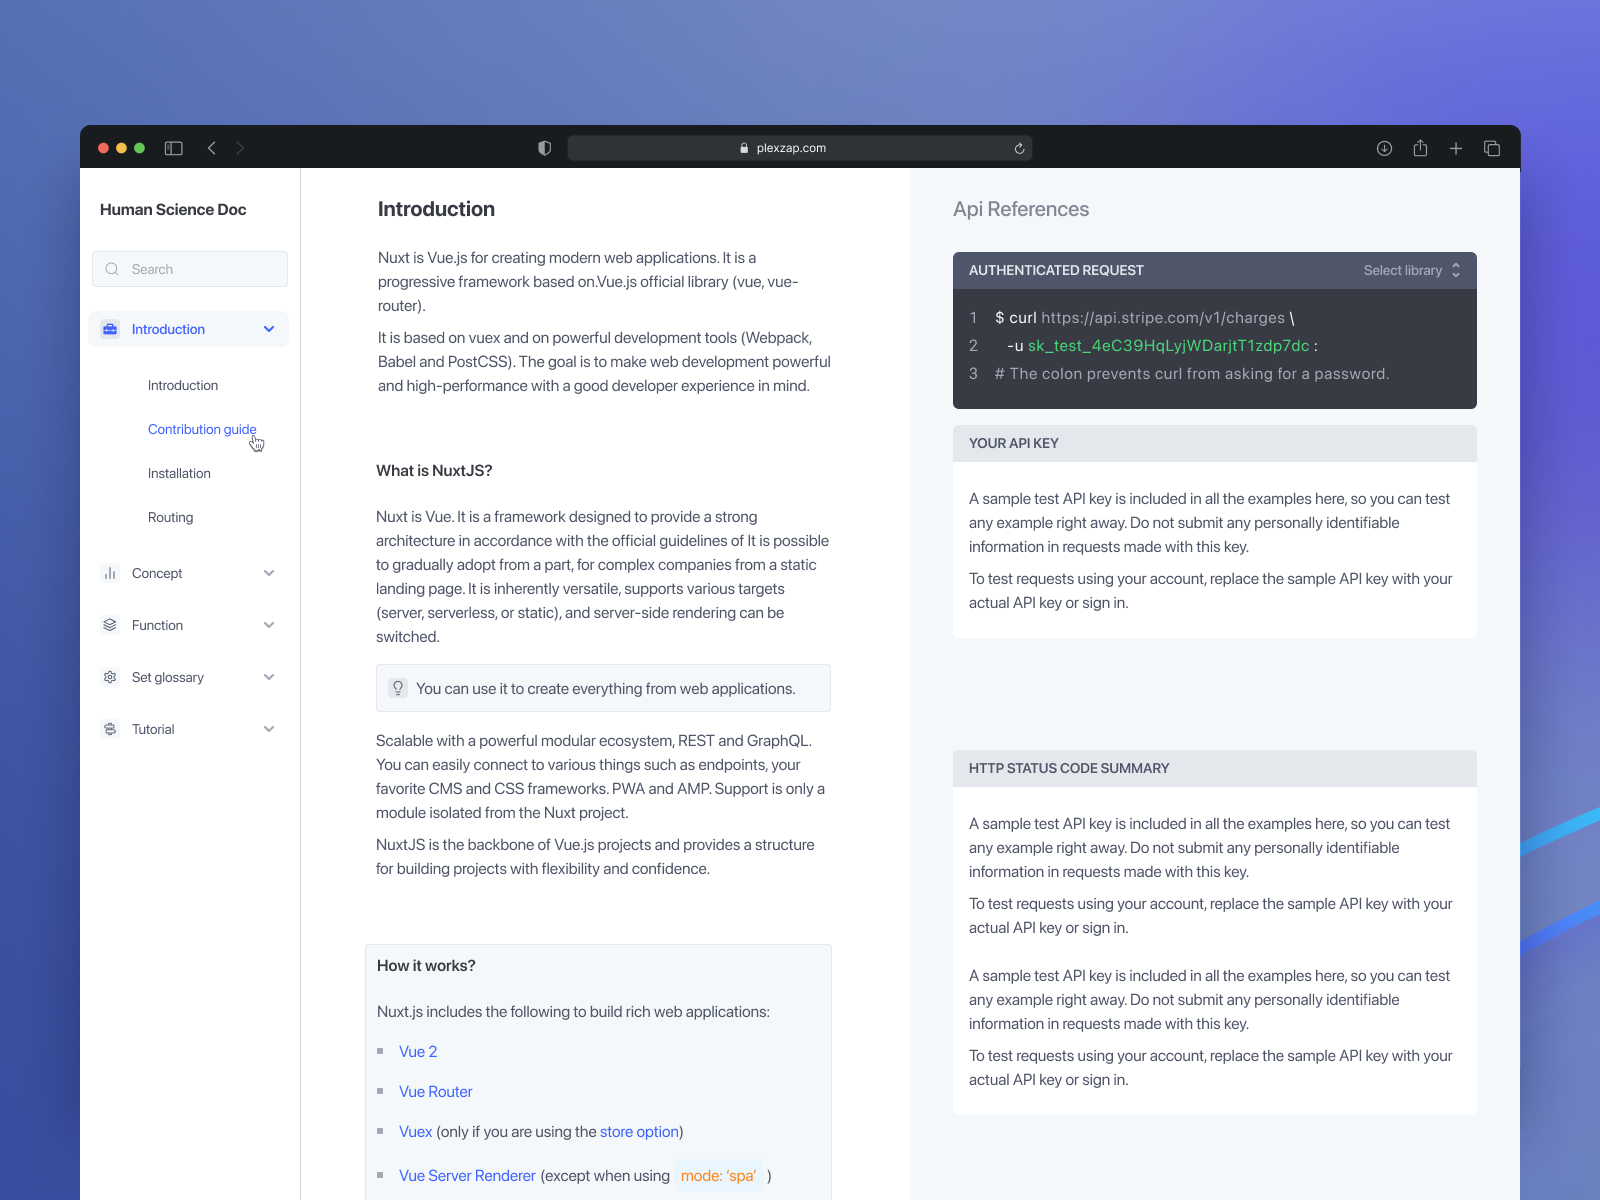 plexzap.com
Human Science Doc
Search
Introduction
Introduction
Contribution guide
Installation
Routing
Concept
Function
Set glossary
Tutorial
Introduction
Nuxt is Vue.js for creating modern web applications. It is a
progressive framework based on.Vue.js official library (vue, vue-
router).
It is based on vuex and on powerful development tools (Webpack,
Babel and PostCSS). The goal is to make web development powerful
and high-performance with a good developer experience in mind.
What is NuxtJS?
Nuxt is Vue. It is a framework designed to provide a strong
architecture in accordance with the official guidelines of It is possible
to gradually adopt from a part, for complex companies from a static
landing page. It is inherently versatile, supports various targets
(server, serverless, or static), and server-side rendering can be
switched.
You can use it to create everything from web applications.
Scalable with a powerful modular ecosystem, REST and GraphQL.
You can easily connect to various things such as endpoints, your
favorite CMS and CSS frameworks. PWA and AMP. Support is only a
module isolated from the Nuxt project.
NuxtJS is the backbone of Vue.js projects and provides a structure
for building projects with flexibility and confidence.
How it works?
Nuxt.js includes the following to build rich web applications:
Vue 2
Vue Router
Vuex (only if you are using the store option)
Vue Server Renderer (except when using mode: ‘spa’ )
Api References
AUTHENTICATED REQUEST Select library
1 $ curl https://api.stripe.com/v1/charges \
2 -u sk_test_4eC39HqLyjWDarjtT1zdp7dc :
3 # The colon prevents curl from asking for a password.
YOUR API KEY
A sample test API key is included in all the examples here, so you can test
any example right away. Do not submit any personally identifiable
information in requests made with this key.
To test requests using your account, replace the sample API key with your
actual API key or sign in.
HTTP STATUS CODE SUMMARY
A sample test API key is included in all the examples here, so you can test
any example right away. Do not submit any personally identifiable
information in requests made with this key.
To test requests using your account, replace the sample API key with your
actual API key or sign in.
A sample test API key is included in all the examples here, so you can test
any example right away. Do not submit any personally identifiable
information in requests made with this key.
To test requests using your account, replace the sample API key with your
actual API key or sign in.